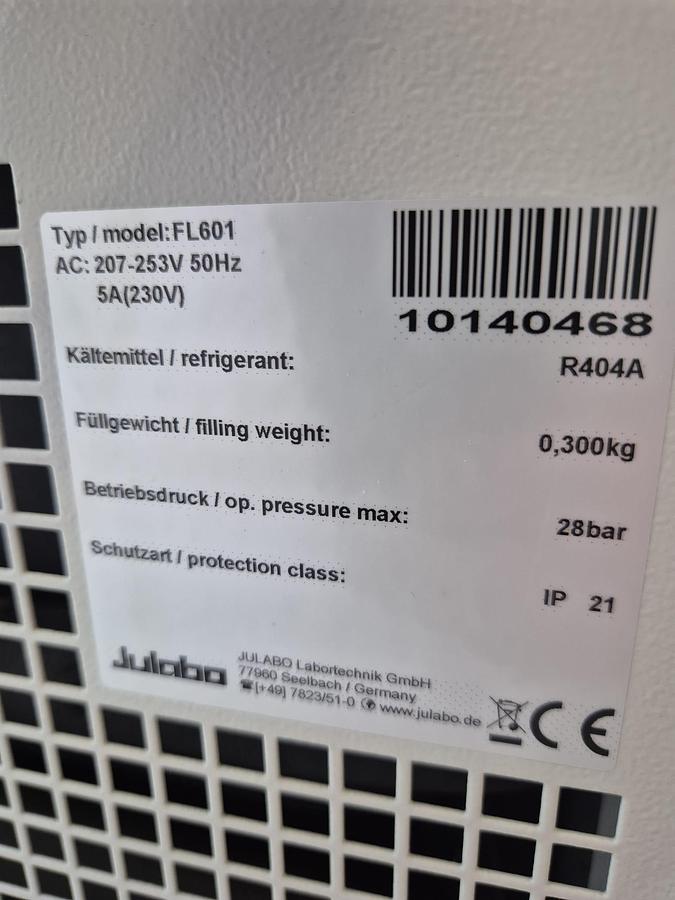 Typ / model:FL601
AC: 207-253V 50Hz
5A(230V)
10140468
Kältemittel / refrigerant: R404A
Füllgewicht / filling weight: 0,300kg
Betriebsdruck / op. pressure max: 28bar
Schutzart / protection class: IP 21
Julabo
JULABO Labortechnik GmbH
77960 Seelbach / Germany
☎[+49] 7823/51-0 www.julabo.de
CE